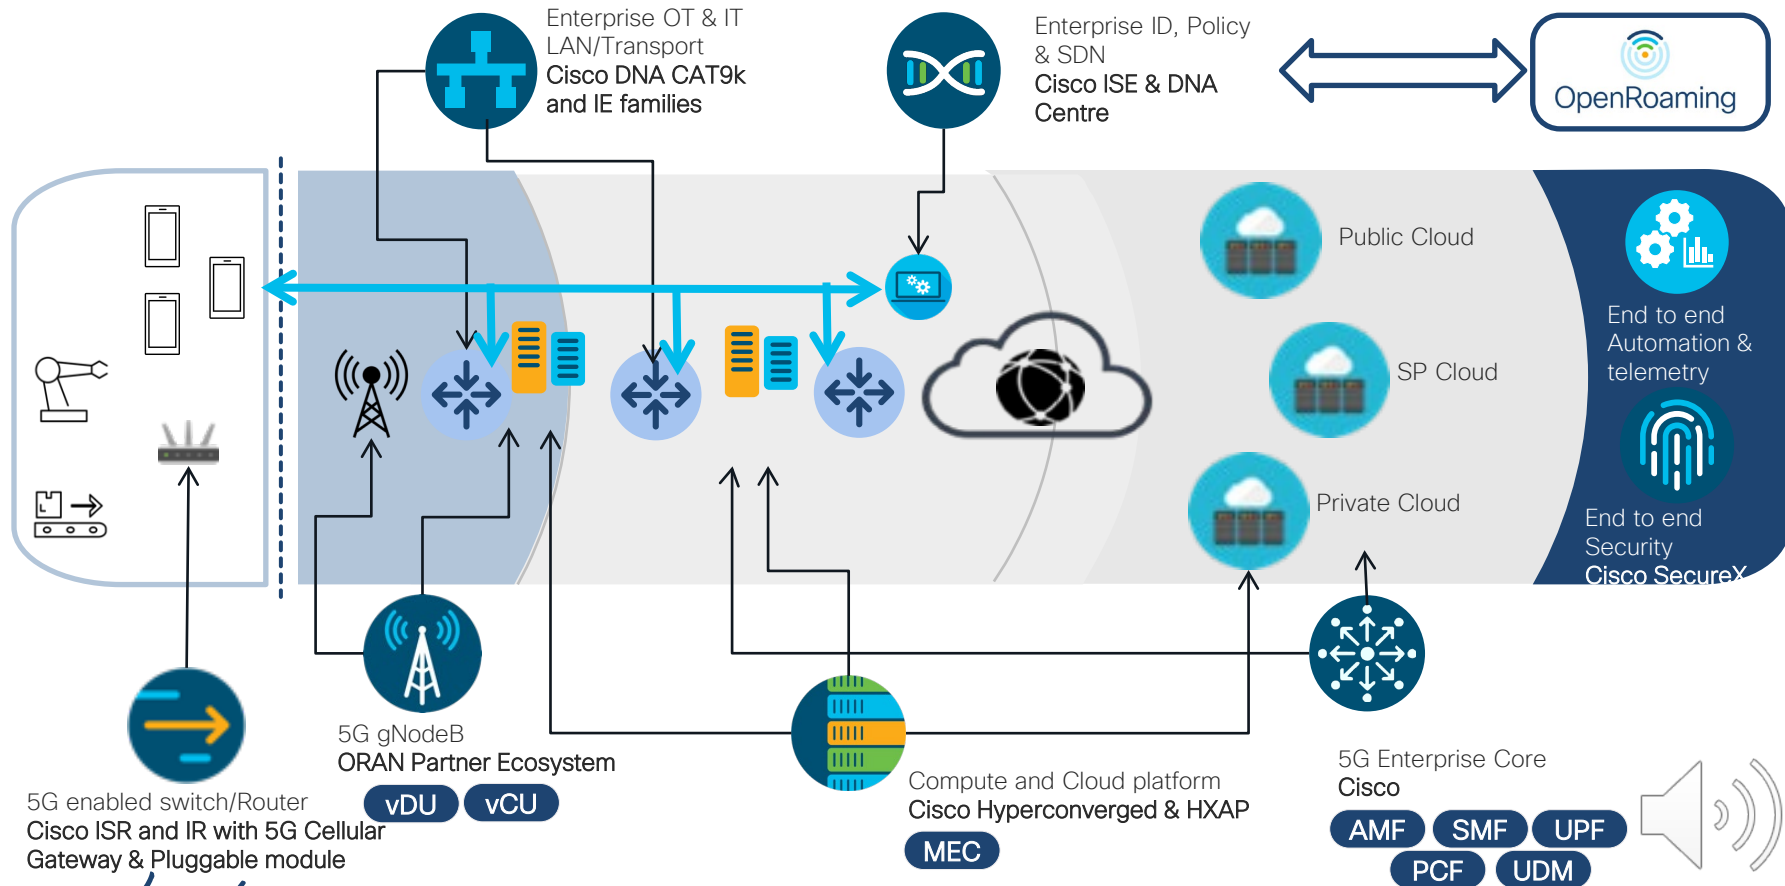 Enterprise OT & IT
LAN/Transport
Cisco DNA CAT9k
and IE families
Enterprise ID, Policy
& SDN
Cisco ISE & DNA
Centre
OpenRoaming
Public Cloud
SP Cloud
Private Cloud
End to end
Automation &
telemetry
End to end
Security
Cisco SecureX
5G enabled switch/Router
Cisco ISR and IR with 5G Cellular
Gateway & Pluggable module
5G gNodeB
ORAN Partner Ecosystem
vDU
vCU
Compute and Cloud platform
Cisco Hyperconverged & HXAP
MEC
5G Enterprise Core
Cisco
AMF
SMF
UPF
PCF
UDM